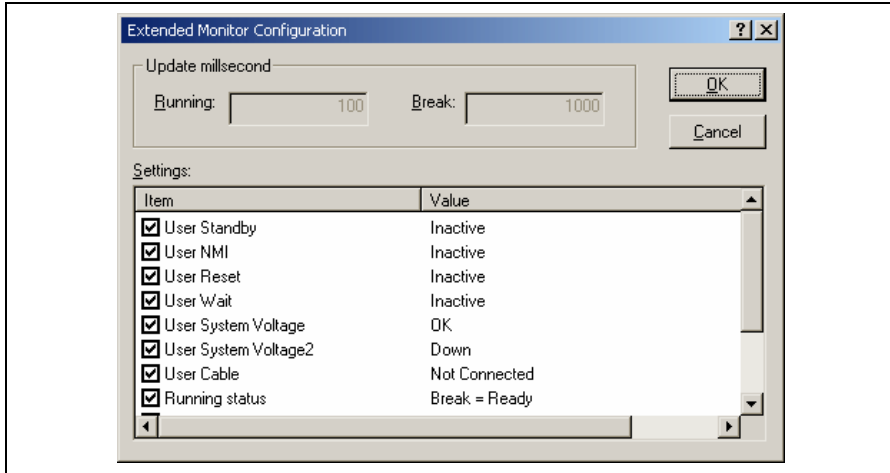 Extended Monitor Configuration
Update millsecond
Running: 100 Break: 1000
OK
Cancel
Settings:
Item Value
User Standby Inactive
User NMI Inactive
User Reset Inactive
User Wait Inactive
User System Voltage OK
User System Voltage2 Down
User Cable Not Connected
Running status Break = Ready